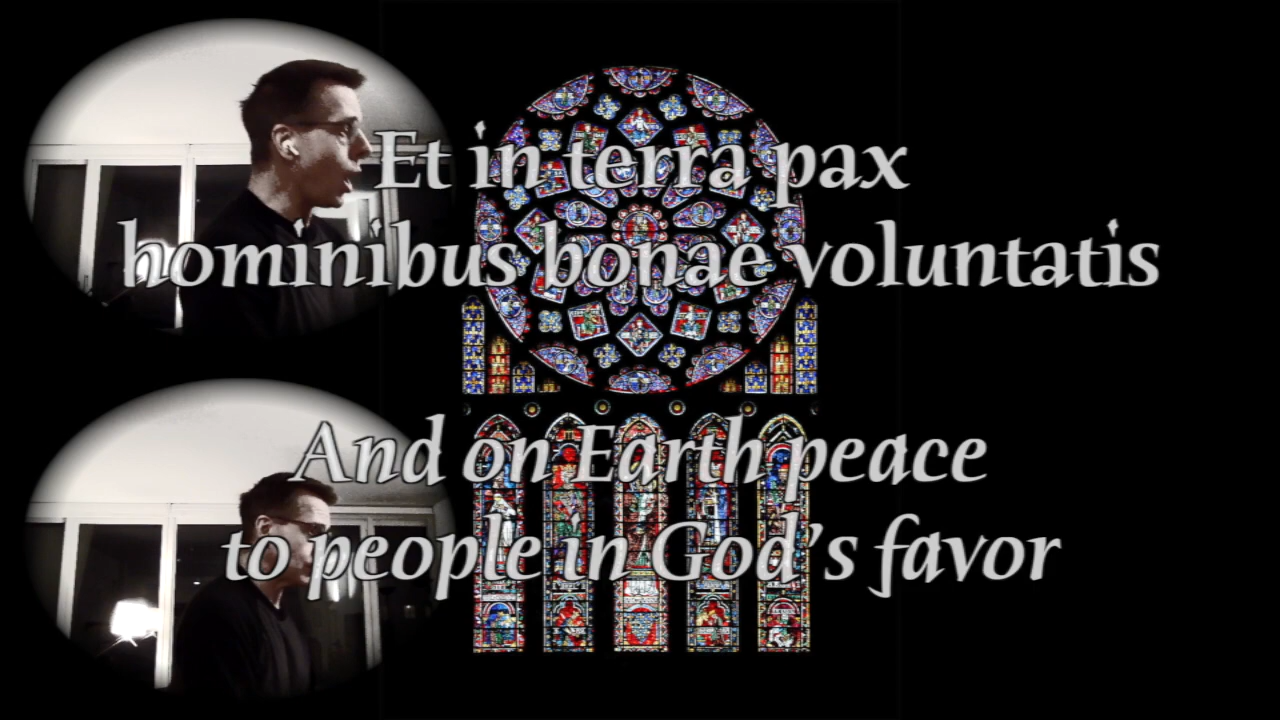 Et in terra pax
hominibus bonae voluntatis
And on Earth peace
to people in God's favor